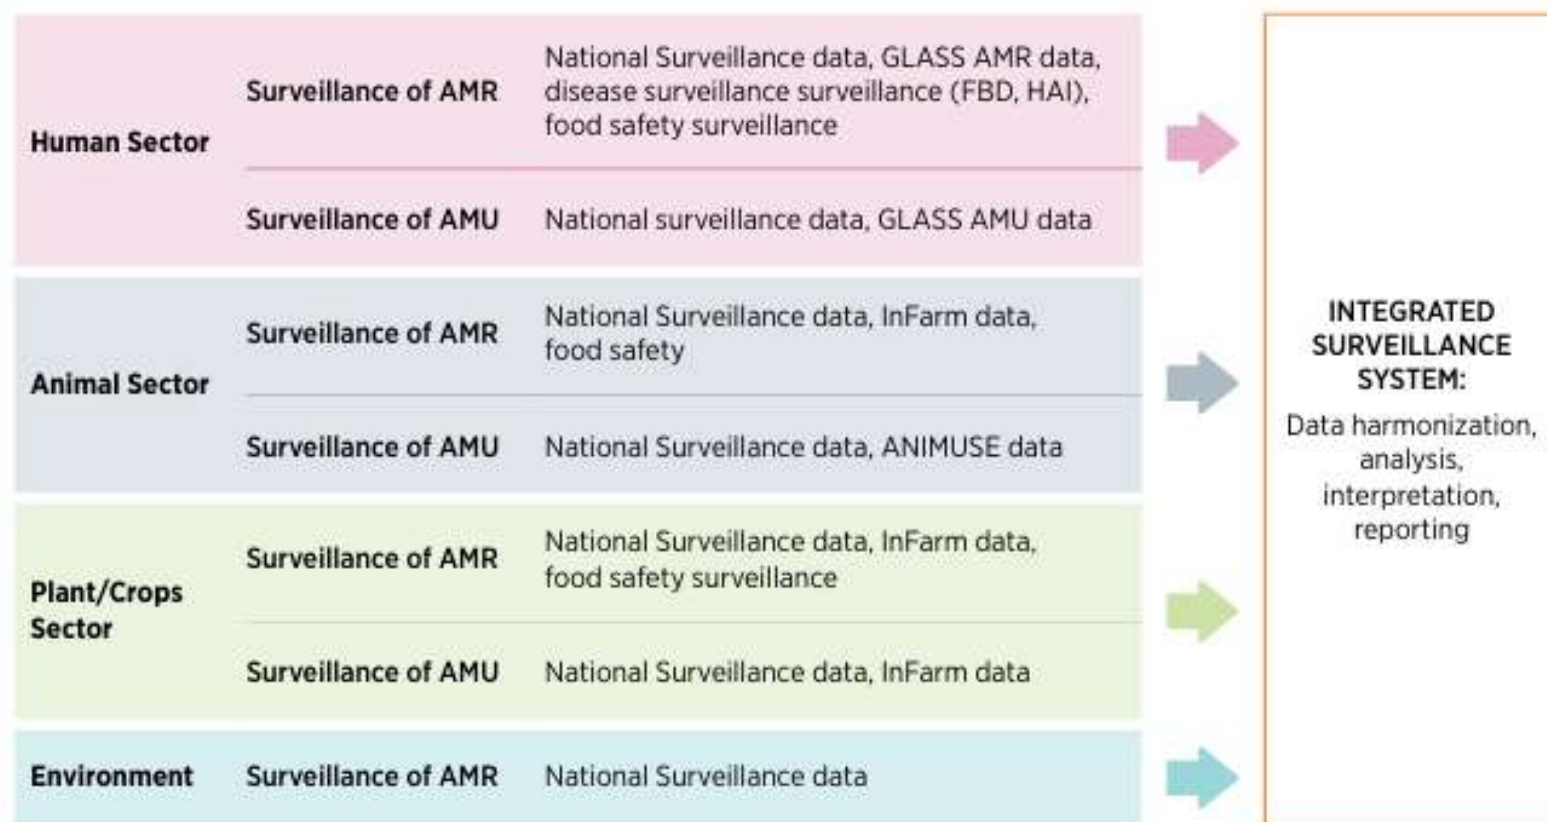 Human Sector
Surveillance of AMR
National Surveillance data, GLASS AMR data,
disease surveillance surveillance (FBD, HAI),
food safety surveillance
Surveillance of AMU
National surveillance data, GLASS AMU data
Animal Sector
Surveillance of AMR
National Surveillance data, InFarm data,
food safety
Surveillance of AMU
National Surveillance data, ANIMUSE data
Plant/Crops
Sector
Surveillance of AMR
National Surveillance data, InFarm data,
food safety surveillance
Surveillance of AMU
National Surveillance data, InFarm data
Environment
Surveillance of AMR
National Surveillance data
INTEGRATED
SURVEILLANCE
SYSTEM:
Data harmonization,
analysis,
interpretation,
reporting